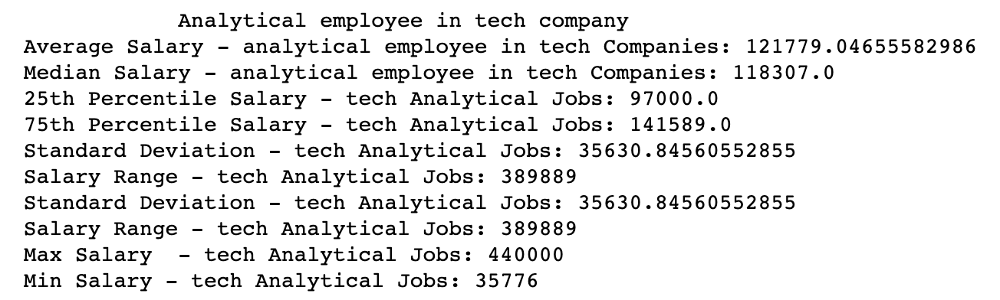 Analytical employee in tech company
Average Salary – analytical employee in tech Companies: 121779.04655582986
Median Salary – analytical employee in tech Companies: 118307.0
25th Percentile Salary – tech Analytical Jobs: 97000.0
75th Percentile Salary – tech Analytical Jobs: 141589.0
Standard Deviation – tech Analytical Jobs: 35630.84560552855
Salary Range – tech Analytical Jobs: 389889
Standard Deviation – tech Analytical Jobs: 35630.84560552855
Salary Range – tech Analytical Jobs: 389889
Max Salary  – tech Analytical Jobs: 440000
Min Salary – tech Analytical Jobs: 35776